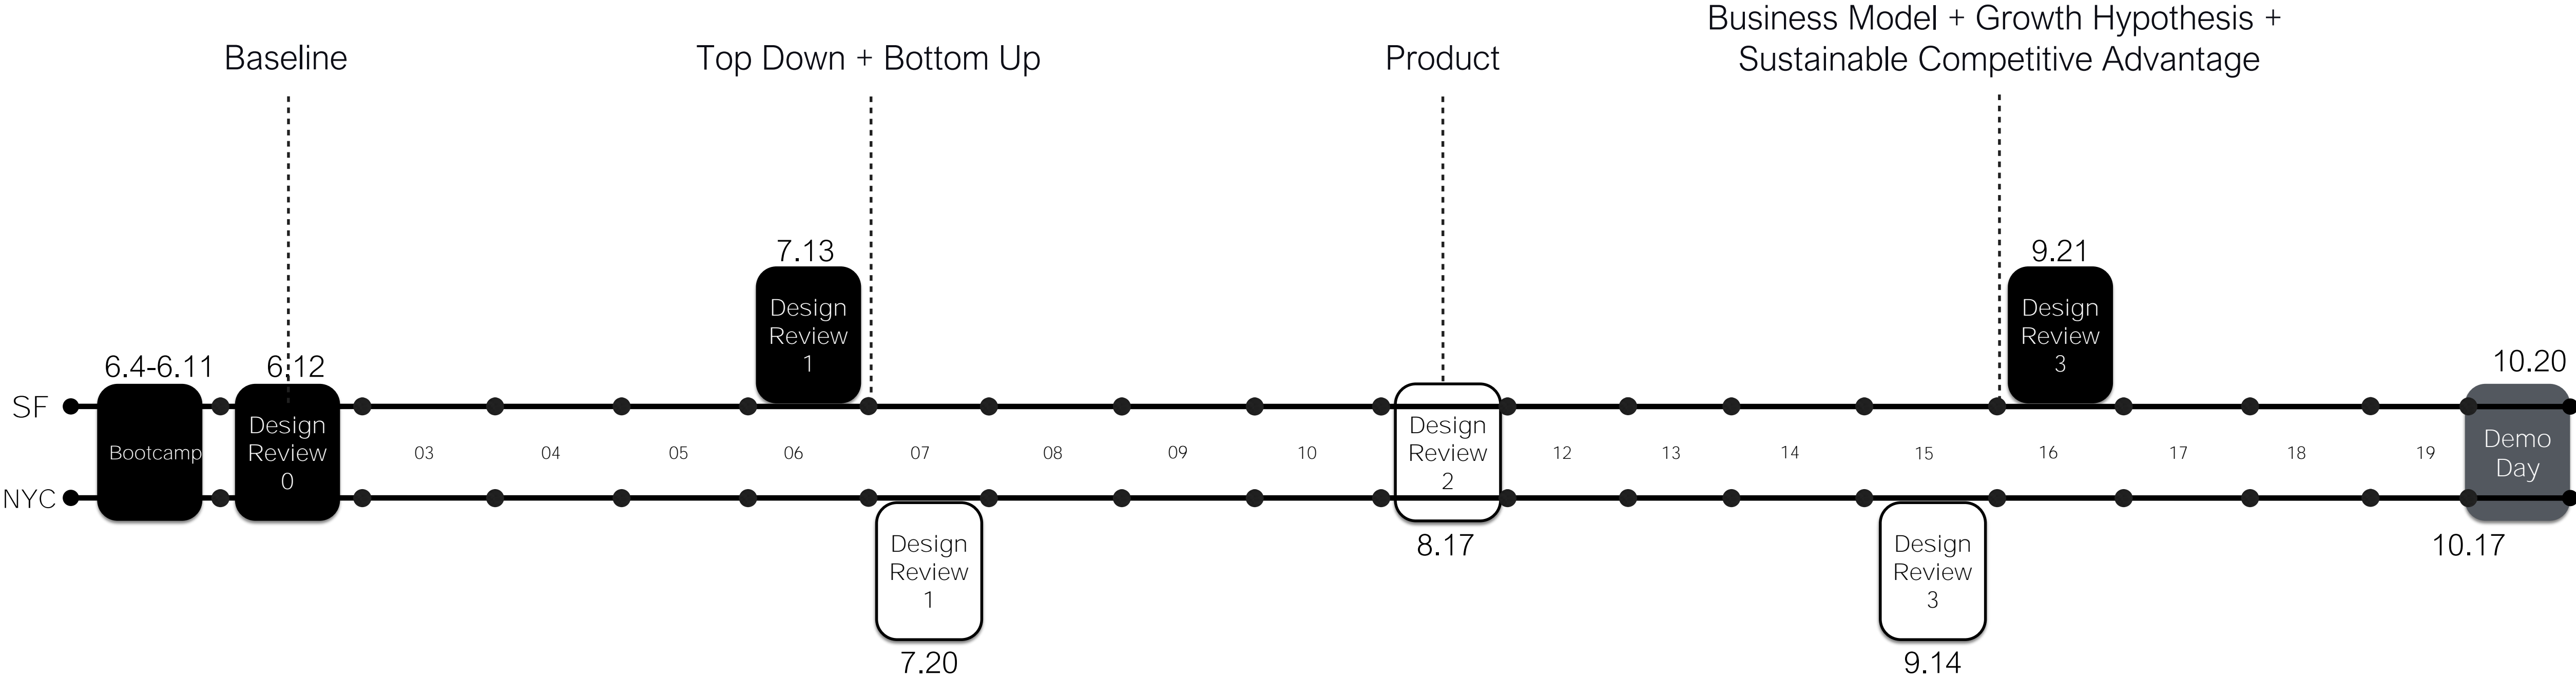 Business Model + Growth Hypothesis +
Sustainable Competitive Advantage
Baseline
Top Down + Bottom Up
Product
7.13
9.21
Design
Review
1
Design
Review
3
6.4-6.11
6.12
10.20
SF
NYC
Bootcamp
Design
Review
0
03
04
05
06
07
08
09
10
Design
Review
2
12
13
14
15
16
17
18
19
Demo
Day
8.17
10.17
Design
Review
1
Design
Review
3
7.20
9.14